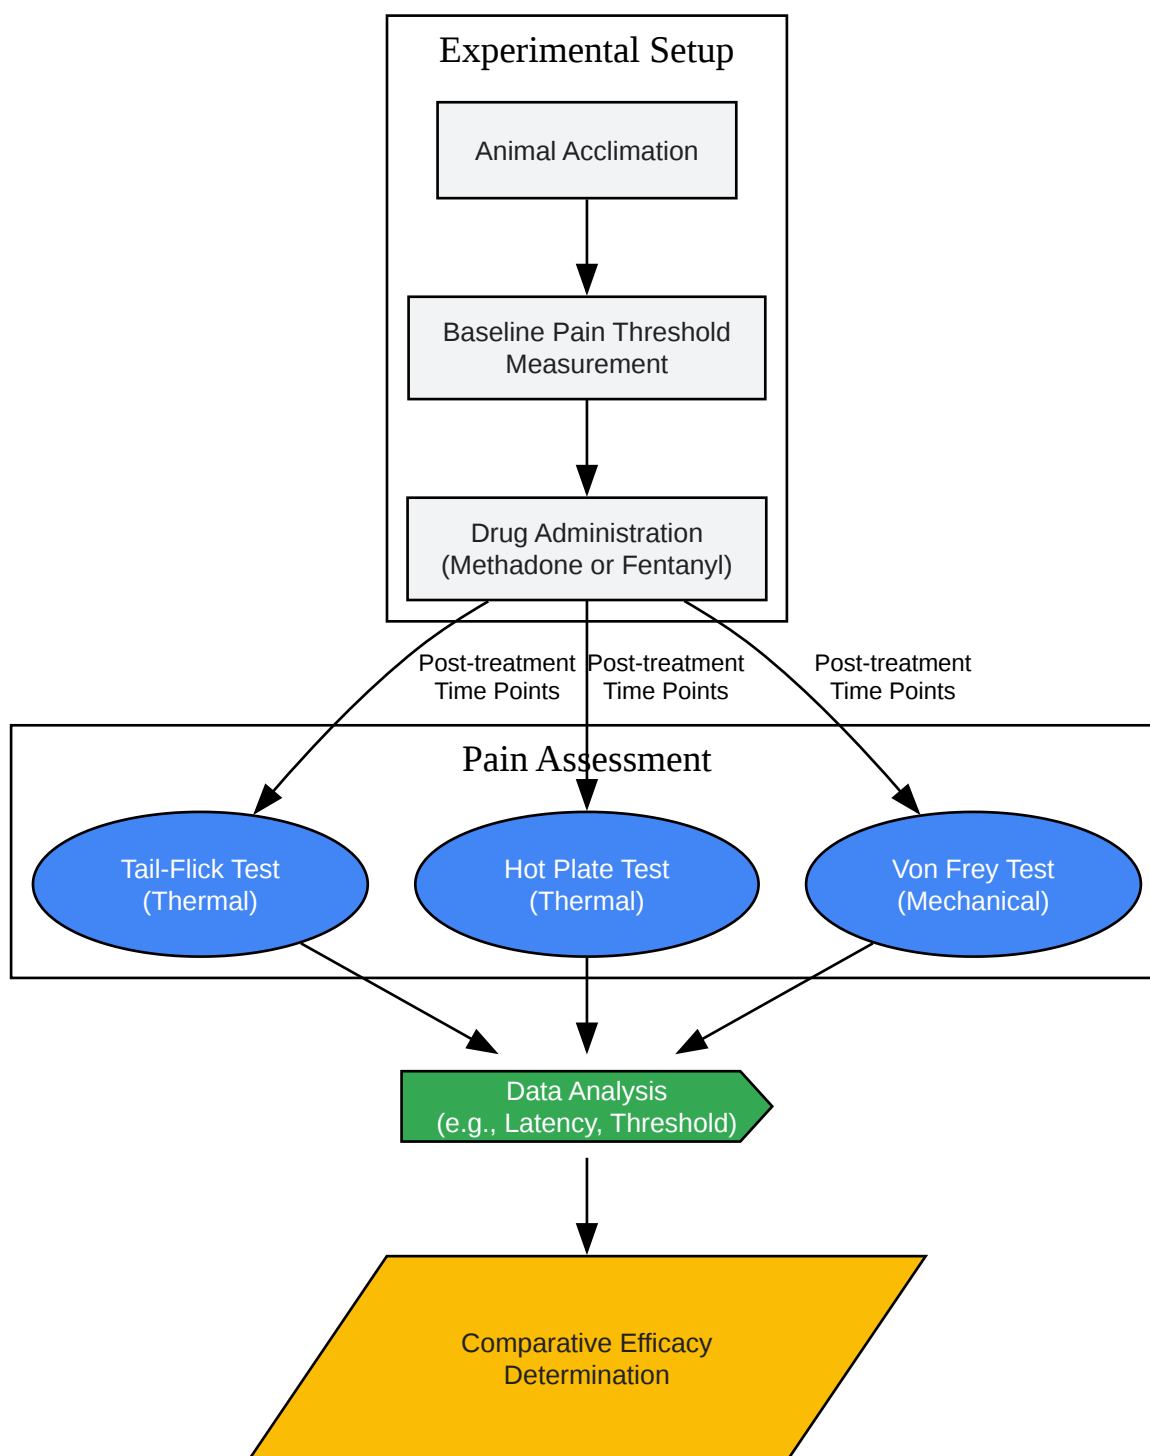 Experimental Setup
Animal Acclimation
Baseline Pain Threshold
Measurement
Drug Administration
(Methadone or Fentanyl)
Post-treatment
Time Points
Post-treatment
Time Points
Post-treatment
Time Points
Pain Assessment
Tail-Flick Test
(Thermal)
Hot Plate Test
(Thermal)
Von Frey Test
(Mechanical)
Data Analysis
(e.g., Latency, Threshold)
Comparative Efficacy
Determination